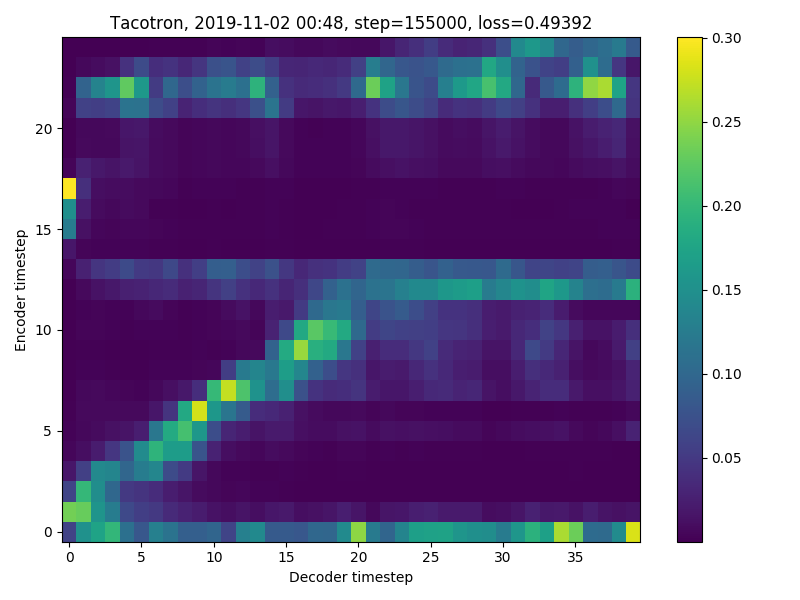 Tacotron, 2019-11-02 00:48, step=155000, loss=0.49392
0.30
0.25
0.20
0.15
0.10
0.05
20
15
10
5
0
Encoder timestep
0 5 10 15 20 25 30 35
Decoder timestep